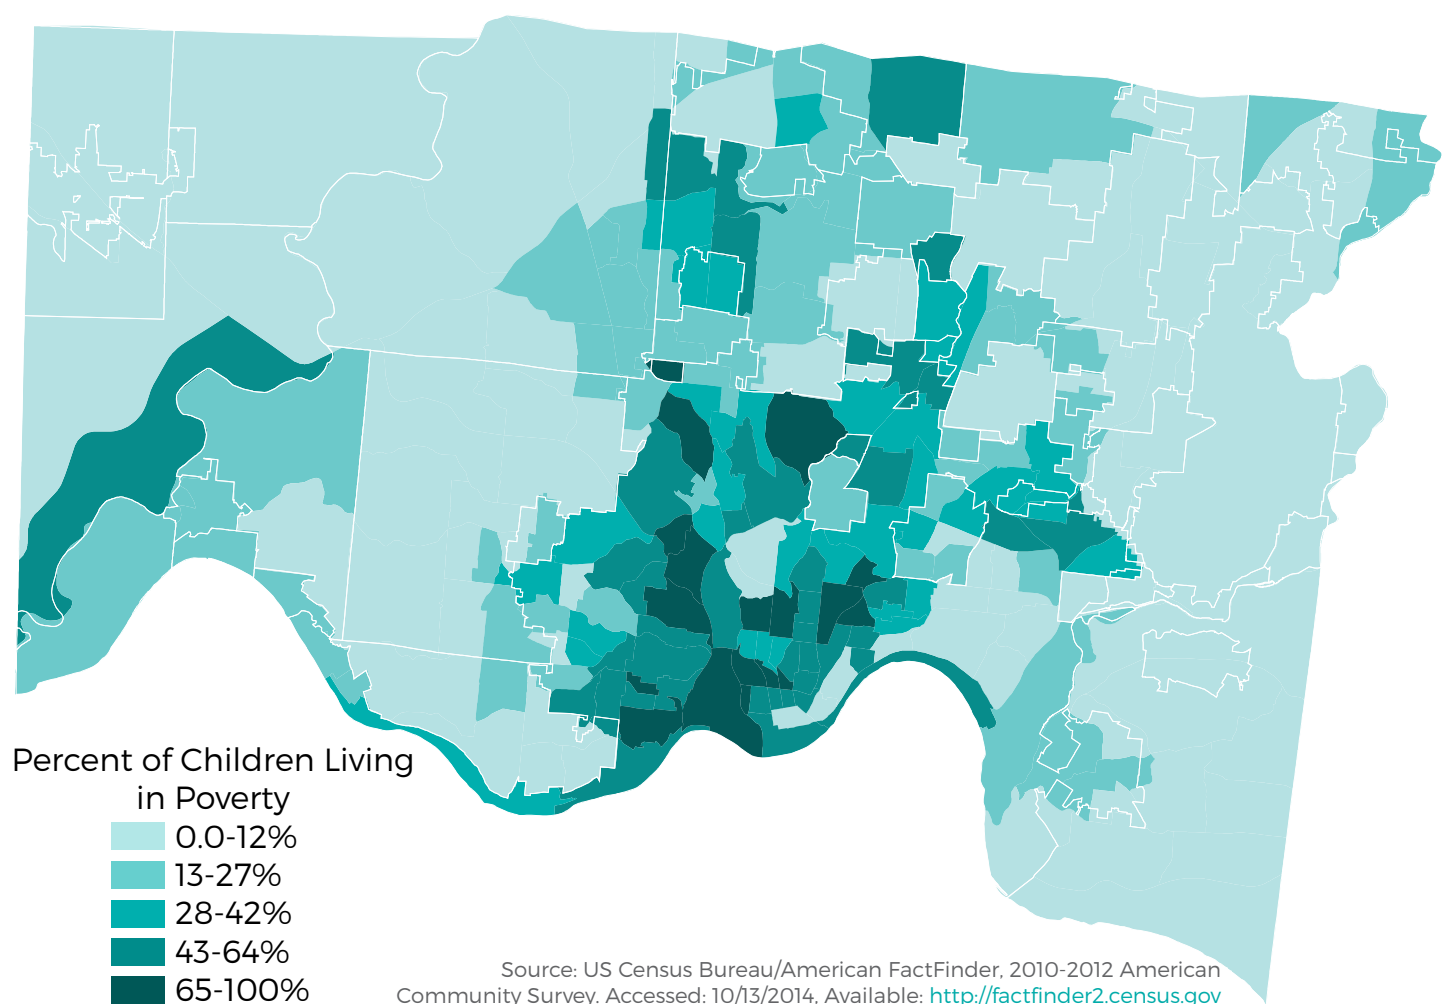 Percent of Children Living
in Poverty
0.0-12%
13-27%
28-42%
43-64%
65-100%
Source: US Census Bureau/American FactFinder, 2010-2012 American
Community Survey. Accessed: 10/13/2014, Available: http://factfinder2.census.gov